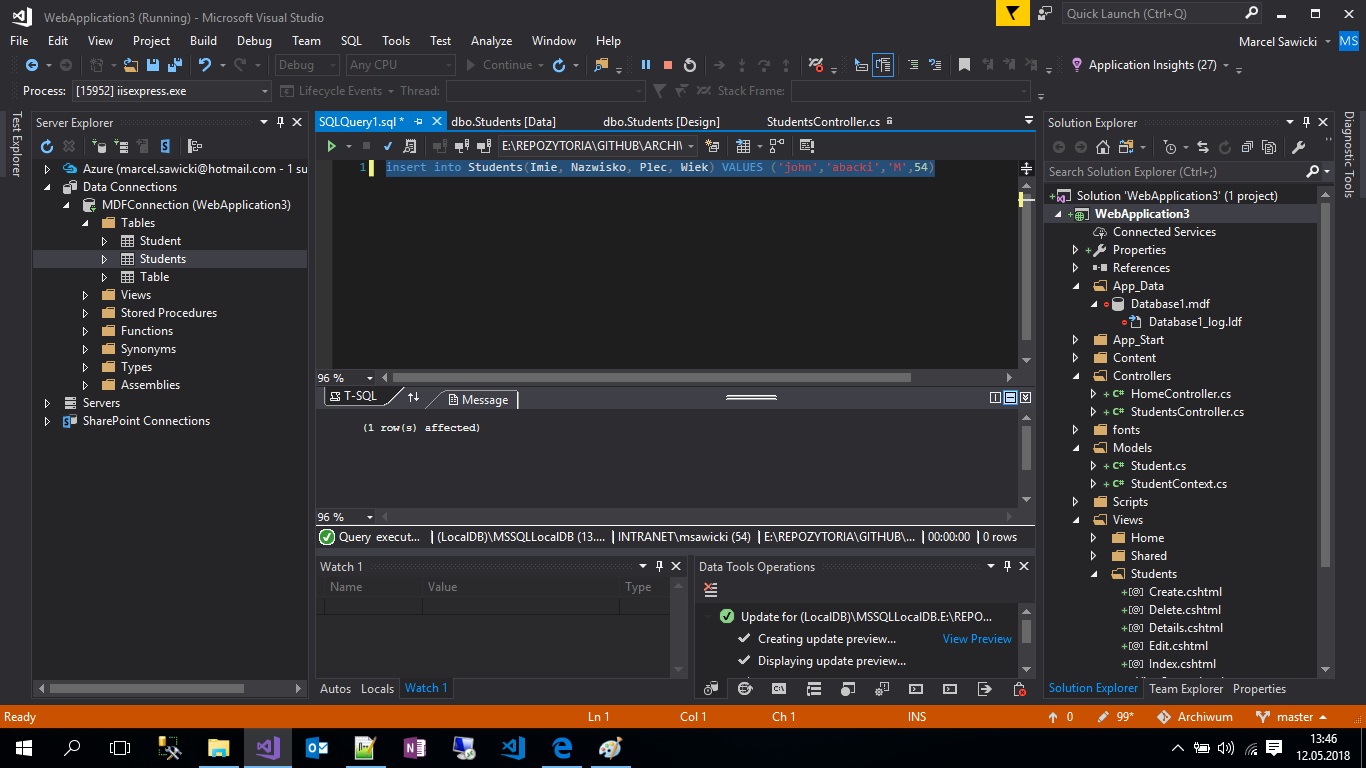 WebApplication3 (Running) - Microsoft Visual Studio
Quick Launch (Ctrl+Q)
File Edit View Project Build Debug Team SQL Tools Test Analyze Window Help
Marcel Sawicki MS
Debug Any CPU Continue Application Insights (27)
Process: [15952] iisexpress.exe Lifecycle Events Thread: Stack Frame:
Test Explorer
Server Explorer
Azure (marcel.sawicki@hotmail.com - 1 su
Data Connections
MDFConnection (WebApplication3)
Tables
Student
Students
Table
Views
Stored Procedures
Functions
Synonyms
Types
Assemblies
Servers
SharePoint Connections
SQLQuery1.sql * dbo.Students [Data] dbo.Students [Design] StudentsController.cs
E:\REPOZYTORIA\GITHUB\ARCHIV
1 insert into Students(Imie, Nazwisko, Plec, Wiek) VALUES ('john','abacki','M',54)
96 %
T-SQL Message
(1 row(s) affected)
96 %
Query execut... (LocalDB)\MSSQLLocalDB (13.... INTRANET\msawicki (54) E:\REPOZYTORIA\GITHUB\... 00:00:00 0 rows
Watch 1
Name Value Type
Autos Locals Watch 1
Data Tools Operations
Update for (LocalDB)\MSSQLLocalDB.E:\REPO...
Creating update preview... View Preview
Displaying update preview...
Solution Explorer
Search Solution Explorer (Ctrl+;)
Solution 'WebApplication3' (1 project)
WebApplication3
Connected Services
Properties
References
App_Data
Database1.mdf
Database1_log.ldf
App_Start
Content
Controllers
HomeController.cs
StudentsController.cs
fonts
Models
Student.cs
StudentContext.cs
Scripts
Views
Home
Shared
Students
Create.cshtml
Delete.cshtml
Details.cshtml
Edit.cshtml
Index.cshtml
Solution Explorer Team Explorer Properties
Diagnostic Tools
Ready Ln 1 Col 1 Ch 1 INS 0 99* Archiwum master
13:46
12.05.2018